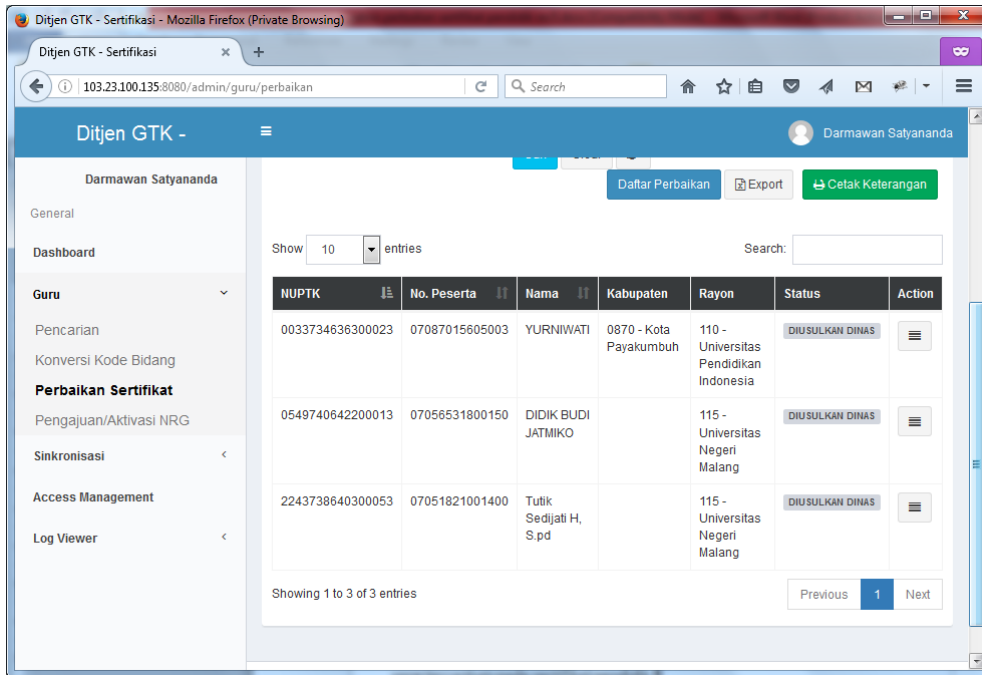 Ditjen GTK - Sertifikasi - Mozilla Firefox (Private Browsing)
Ditjen GTK - Sertifikasi
103.23.100.135:8080/admin/guru/perbaikan
Search
Ditjen GTK -
Darmawan Satyananda
Darmawan Satyananda
General
Dashboard
Guru
Pencarian
Konversi Kode Bidang
Perbaikan Sertifikat
Pengajuan/Aktivasi NRG
Sinkronisasi
Access Management
Log Viewer
Daftar Perbaikan Export Cetak Keterangan
Show 10 entries Search:
NUPTK No. Peserta Nama Kabupaten Rayon Status Action
0033734636300023 07087015605003 YURNIWATI 0870 - Kota 110 - DIUSULKAN DINAS
Payakumbuh Universitas
Pendidikan
Indonesia
0549740642200013 07056531800150 DIDIK BUDI 115 - DIUSULKAN DINAS
JATMIKO Universitas
Negeri
Malang
2243738640300053 07051821001400 Tutik 115 - DIUSULKAN DINAS
Sedijati H, Universitas
S.pd Negeri
Malang
Showing 1 to 3 of 3 entries
Previous 1 Next